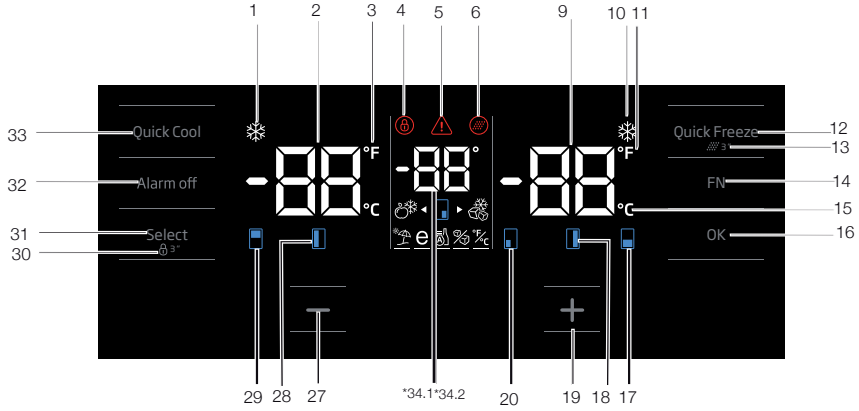 1 2 3 4 5 6 9 10 11
33 Quick Cool °F ° °F Quick Freeze 12
3" 13
-88 -88 -88
32 Alarm off FN 14
°C °C 15
31 Select OK 16
30 3"
e A °F/°C
29 28 27 *34.1*34.2 20 19 18 17